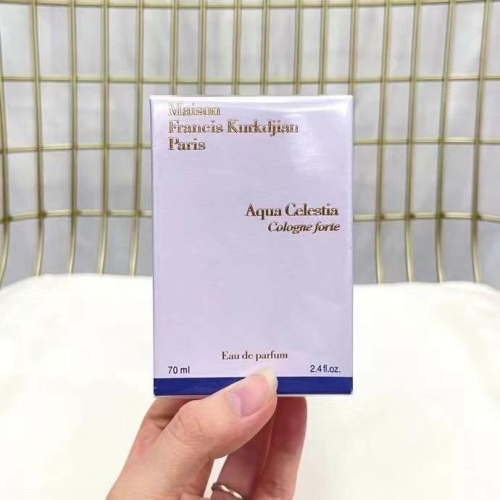 Maison
Francis Kurkdjian
Paris
Aqua Celestia
Cologne forte
Eau de parfum
70 ml 2.4 fl.oz.